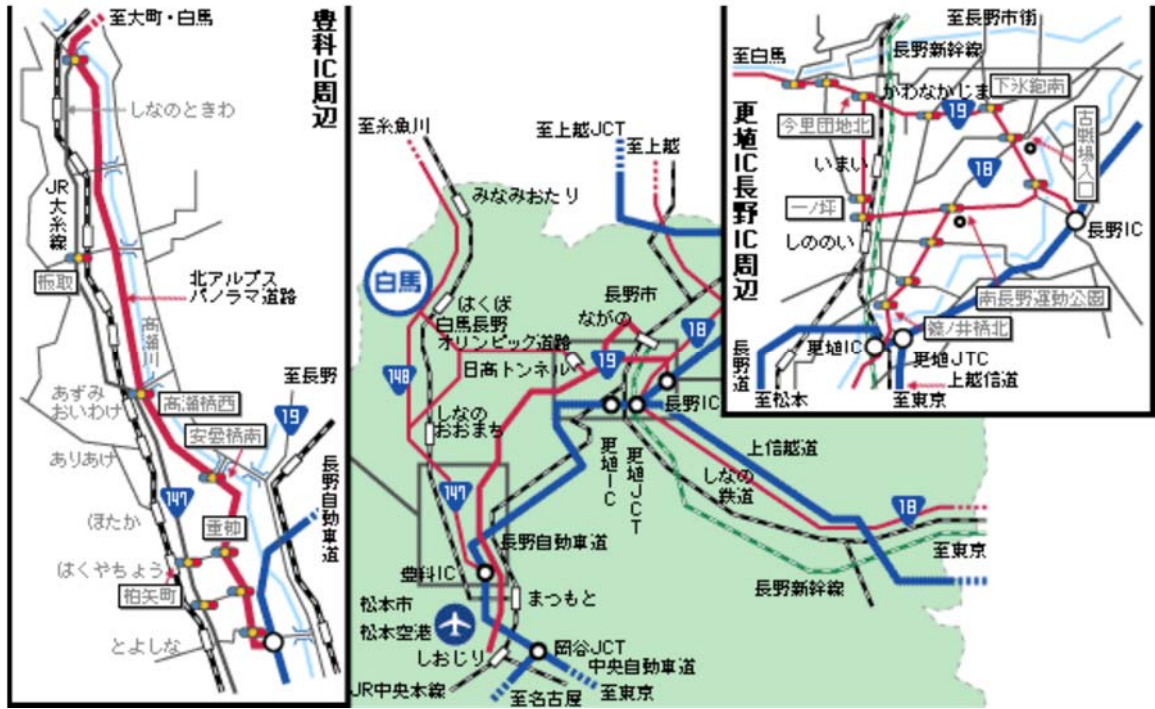 至大町・白馬
豊科IC周辺
しなのときわ
JR大糸線
振取
北アルプス
パノラマ道路
高瀬川
至長野
あずみ
おいわけ
高瀬橋西
19
安曇橋南
ありあけ
147
長野自動車道
ほたか
重柳
はくやちょう
柏矢町
とよしな
至糸魚川
至上越JCT
至上越
みなみおたり
白馬
はくば
白馬長野
オリンピック道路
長野市
ながの
18
日高トンネル
19
148
長野IC
しなの
おおまち
更埴IC
更埴JCT
上信越道
しなの
鉄道
147
18
長野自動車道
至東京
豊科IC
長野新幹線
まつもと
松本市
松本空港
しおじり
岡谷JCT
中央自動車道
JR中央本線
至名古屋
至東京
更埴IC長野IC周辺
至長野市街
至白馬
長野新幹線
下氷鉋南
かわなかじま
19
今里団地北
古戦場入口
いまい
18
一ノ坪
しののい
長野IC
南長野運動公園
篠ノ井橋北
更埴IC
更埴JTC
長野道
上越信道
至松本
至東京